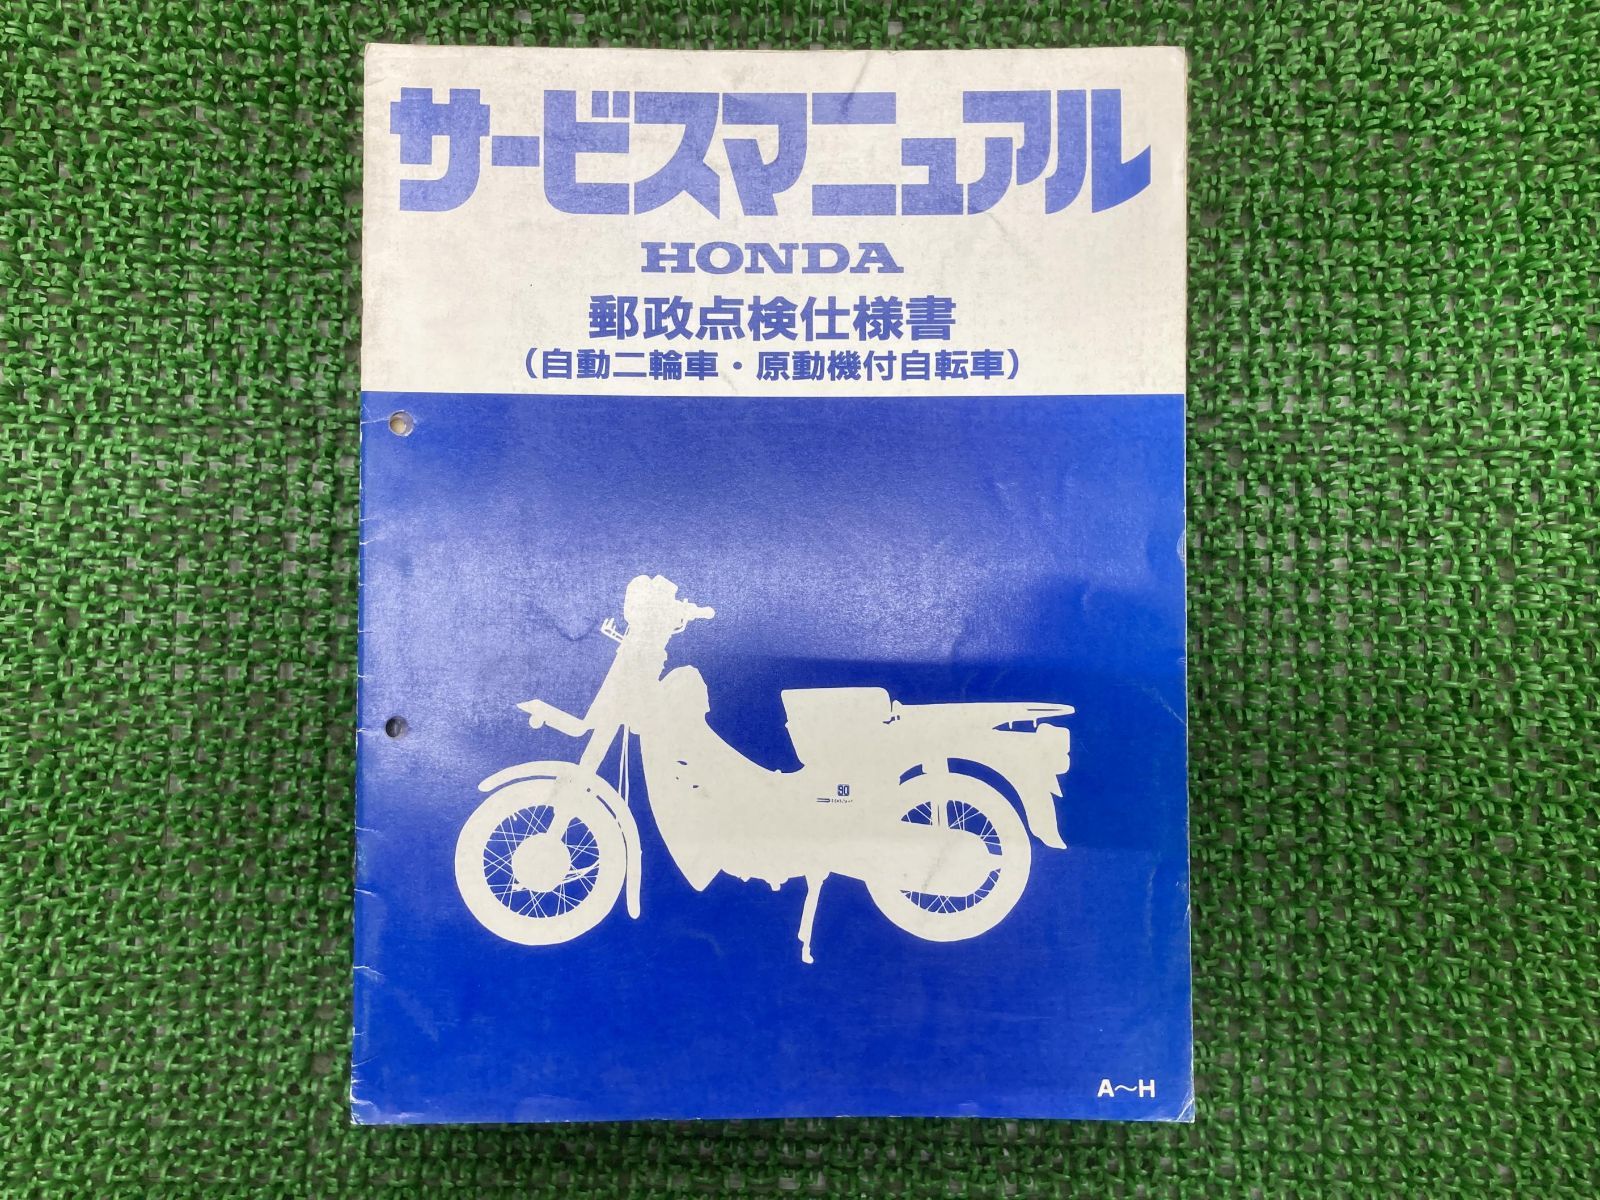 サービスマニュアル
HONDA
郵政点検仕様書
（自動二輪車・原動機付自転車）
90
A〜H